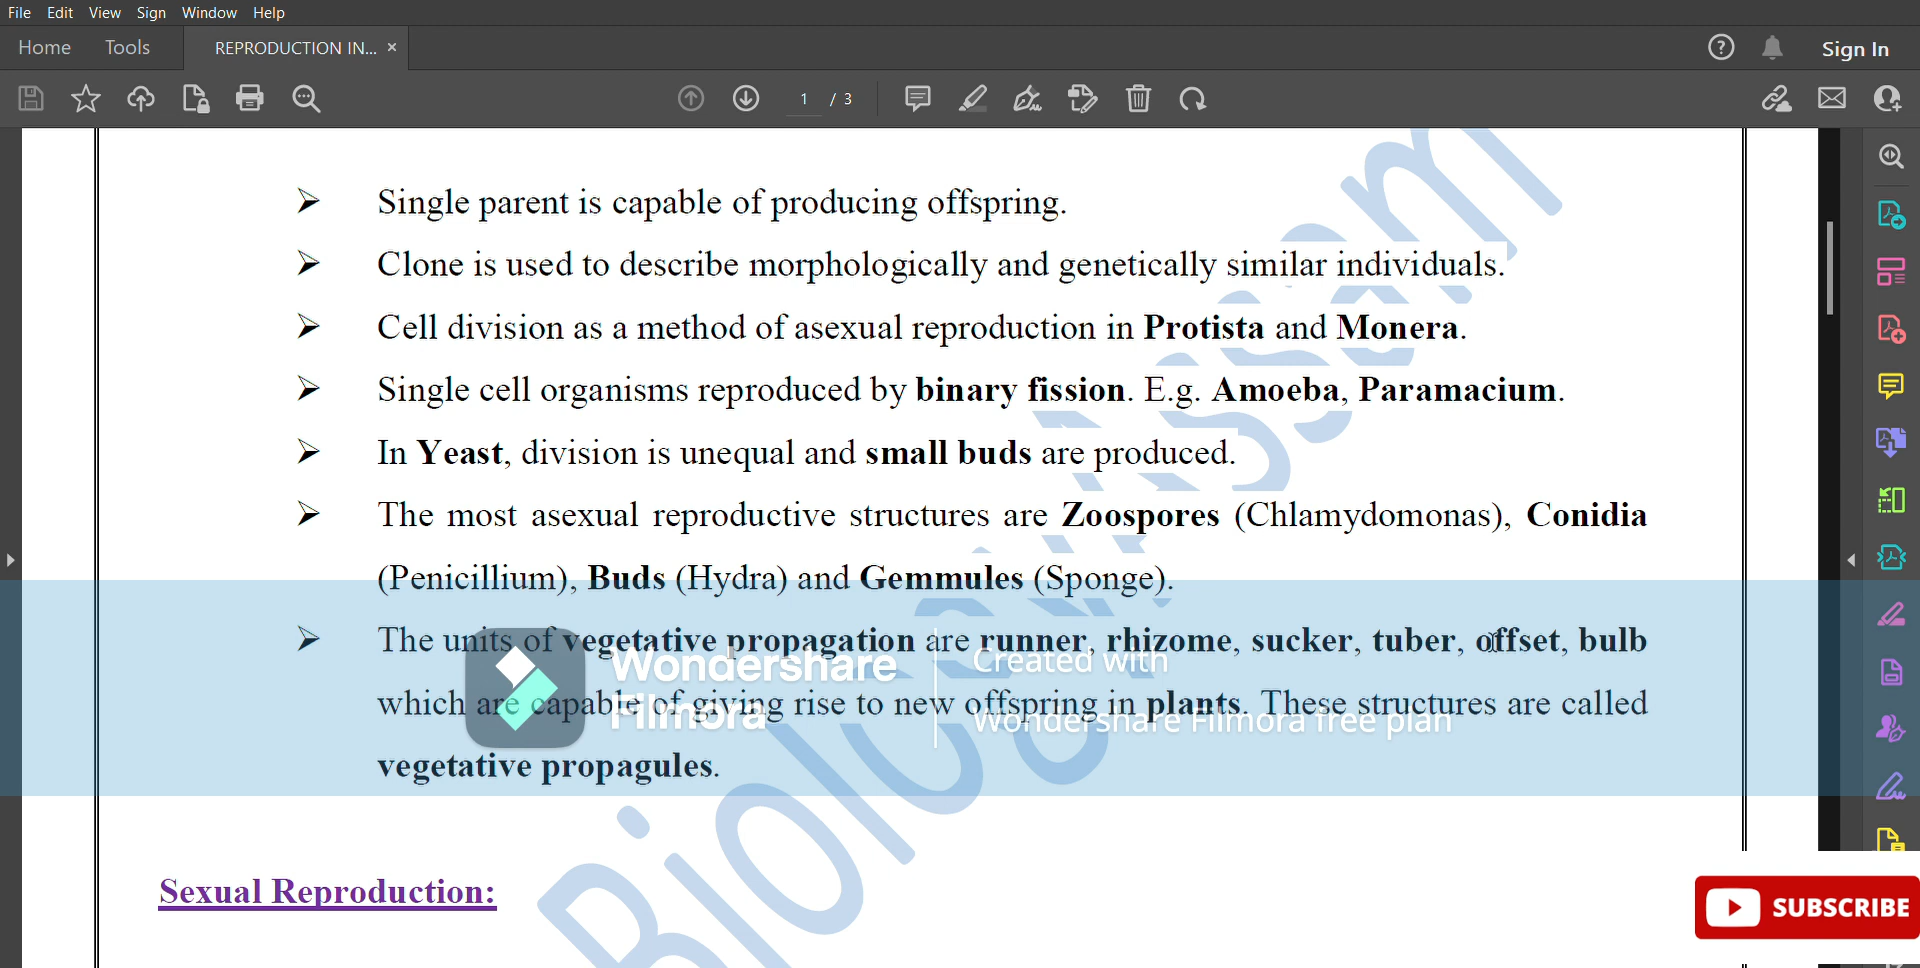 File Edit View Sign Window Help
Home Tools REPRODUCTION IN... × Sign In
1 / 3
Single parent is capable of producing offspring.
Clone is used to describe morphologically and genetically similar individuals.
Cell division as a method of asexual reproduction in Protista and Monera.
Single cell organisms reproduced by binary fission. E.g. Amoeba, Paramacium.
In Yeast, division is unequal and small buds are produced.
The most asexual reproductive structures are Zoospores (Chlamydomonas), Conidia
(Penicillium), Buds (Hydra) and Gemmules (Sponge).
The units of vegetative propagation are runner, rhizome, sucker, tuber, offset, bulb
which are capable of giving rise to new offspring in plants. These structures are called
vegetative propagules.
Wondershare
Filmora
Created with
Wondershare Filmora free plan
Biology Assam
Sexual Reproduction:
SUBSCRIBE